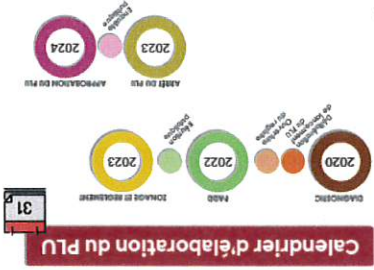 Calendrier d'élaboration du PLU
31
DIAGNOSTIC
2020
Délibération
de lancement
du PLU
Ouverture
du registre
PADD
2022
Réunion
publique
ZONAGE ET RÈGLEMENT
2023
ARRÊT DU PLU
2023
Enquête
publique
APPROBATION DU PLU
2024